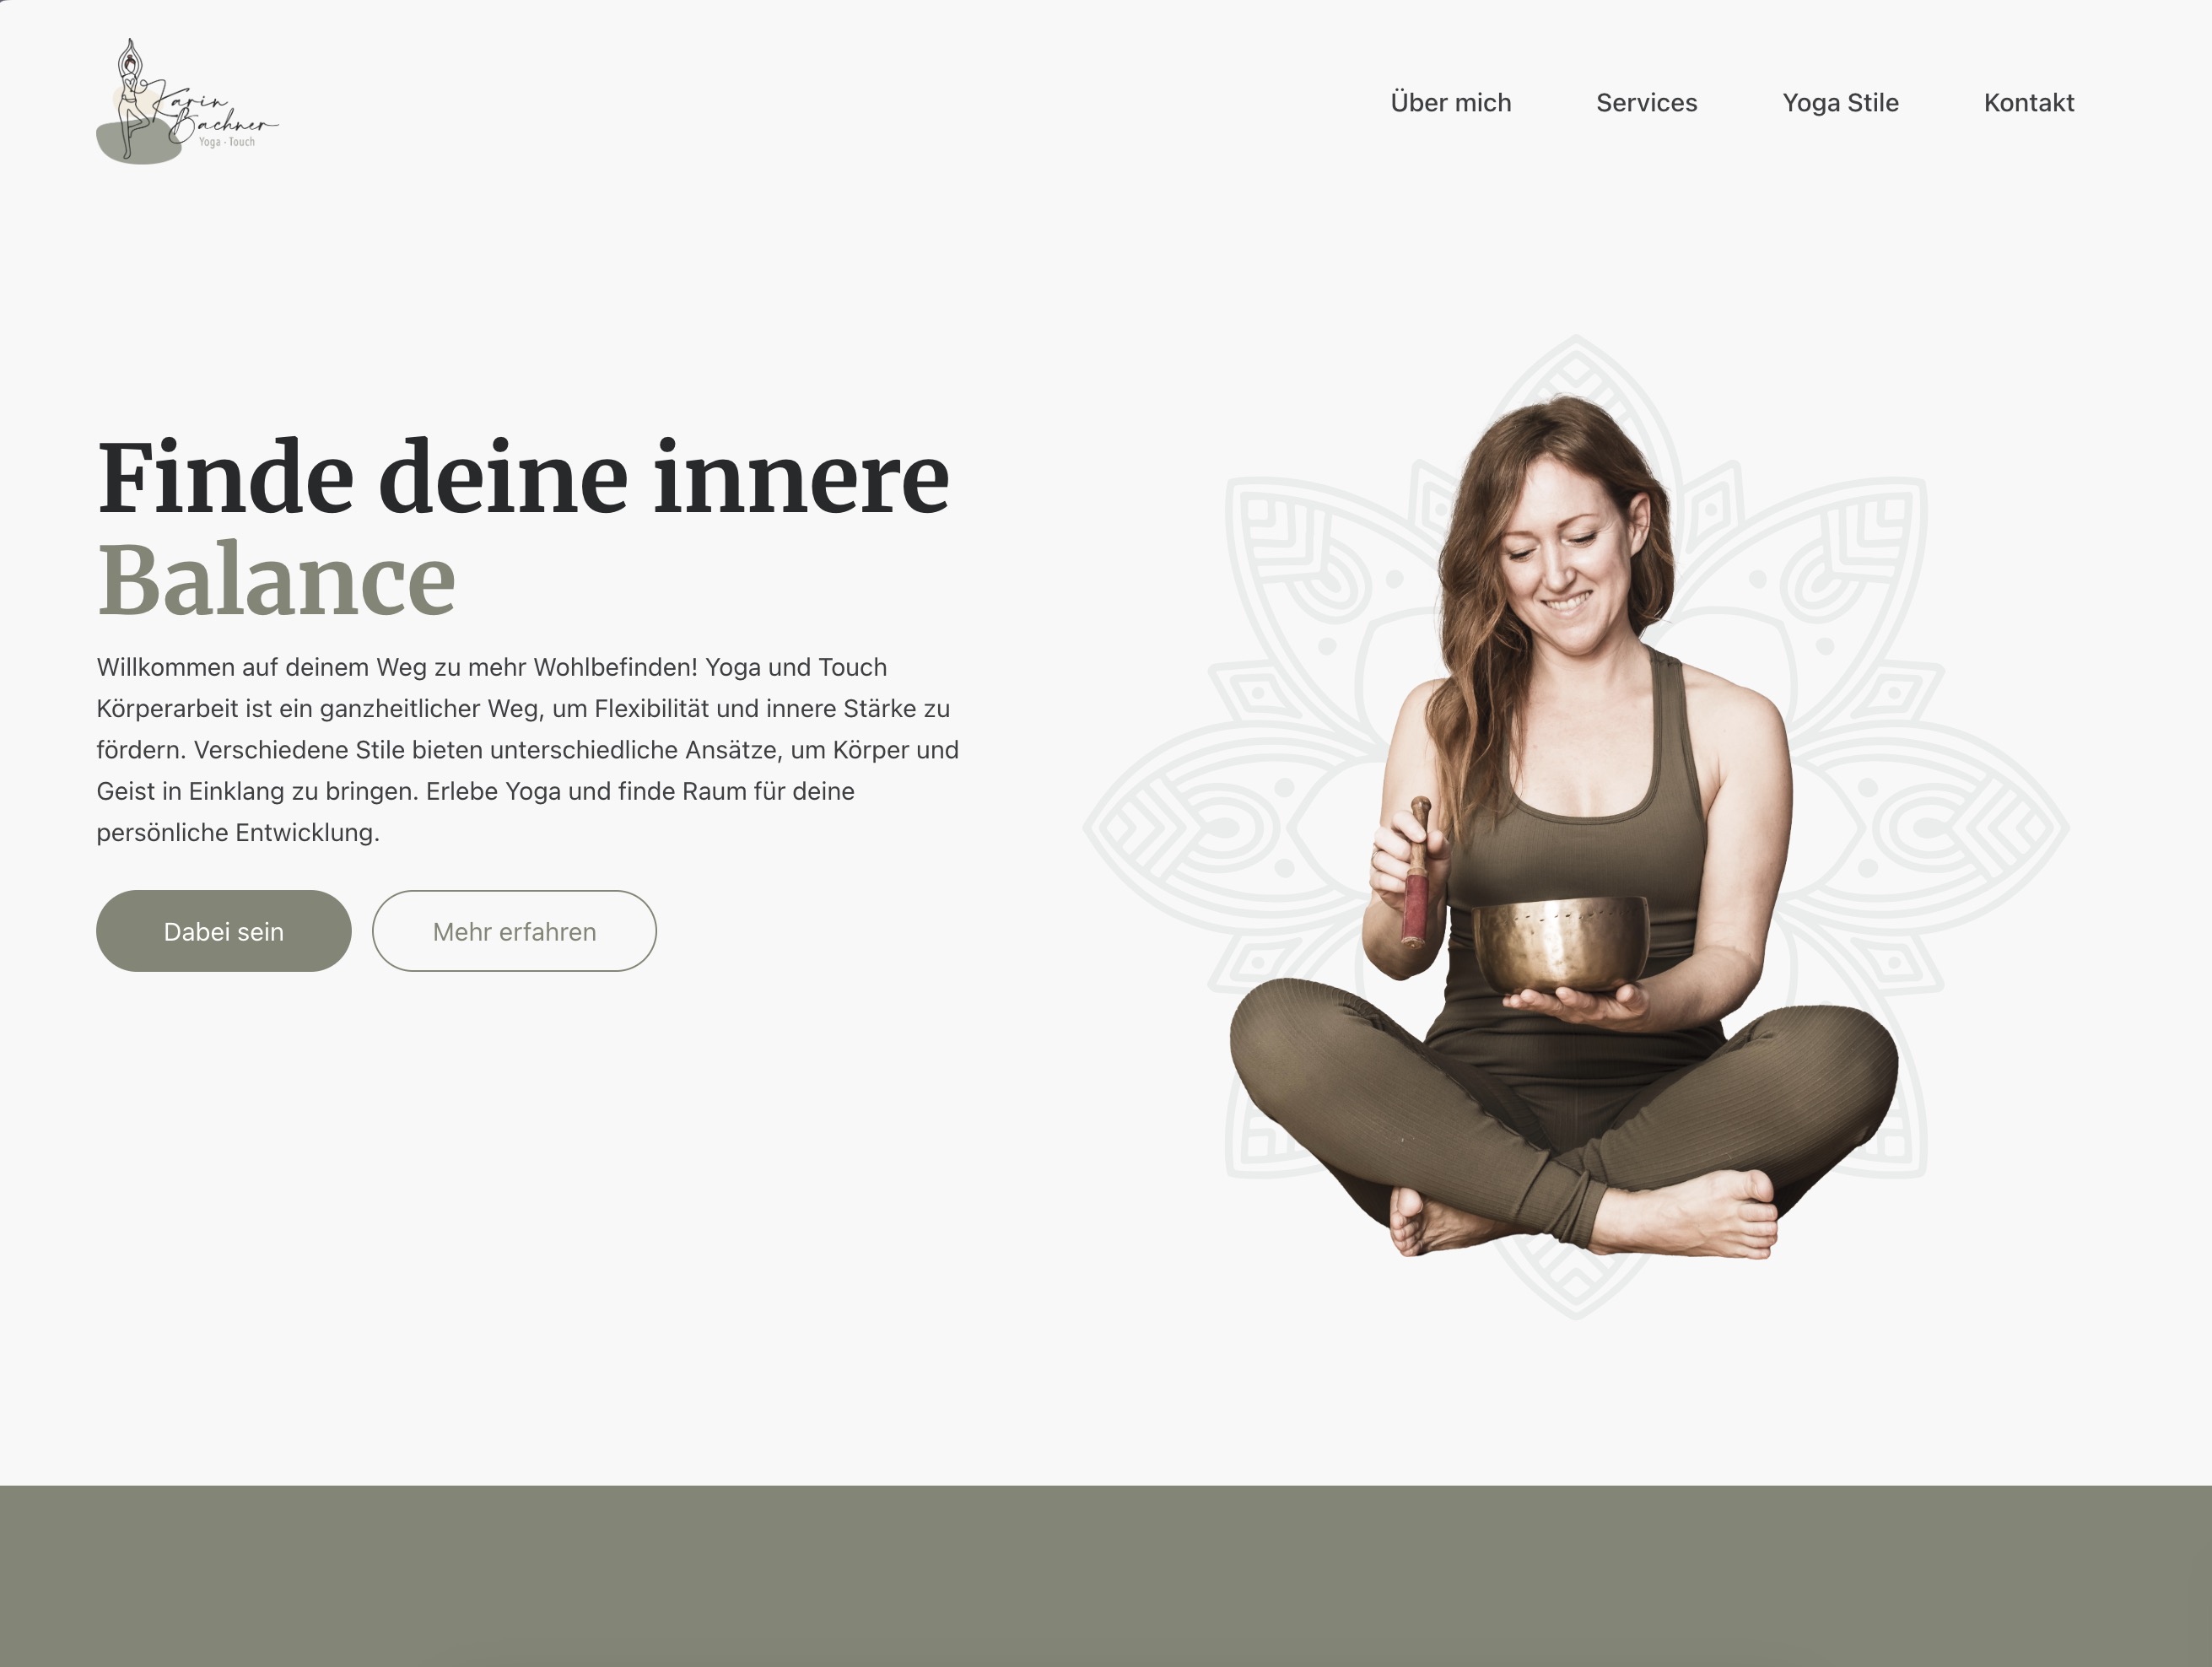 Karin
Bachner
Yoga · Touch
Über mich
Services
Yoga Stile
Kontakt
Finde deine innere
Balance
Willkommen auf deinem Weg zu mehr Wohlbefinden! Yoga und Touch
Körperarbeit ist ein ganzheitlicher Weg, um Flexibilität und innere Stärke zu
fördern. Verschiedene Stile bieten unterschiedliche Ansätze, um Körper und
Geist in Einklang zu bringen. Erlebe Yoga und finde Raum für deine
persönliche Entwicklung.
Dabei sein
Mehr erfahren